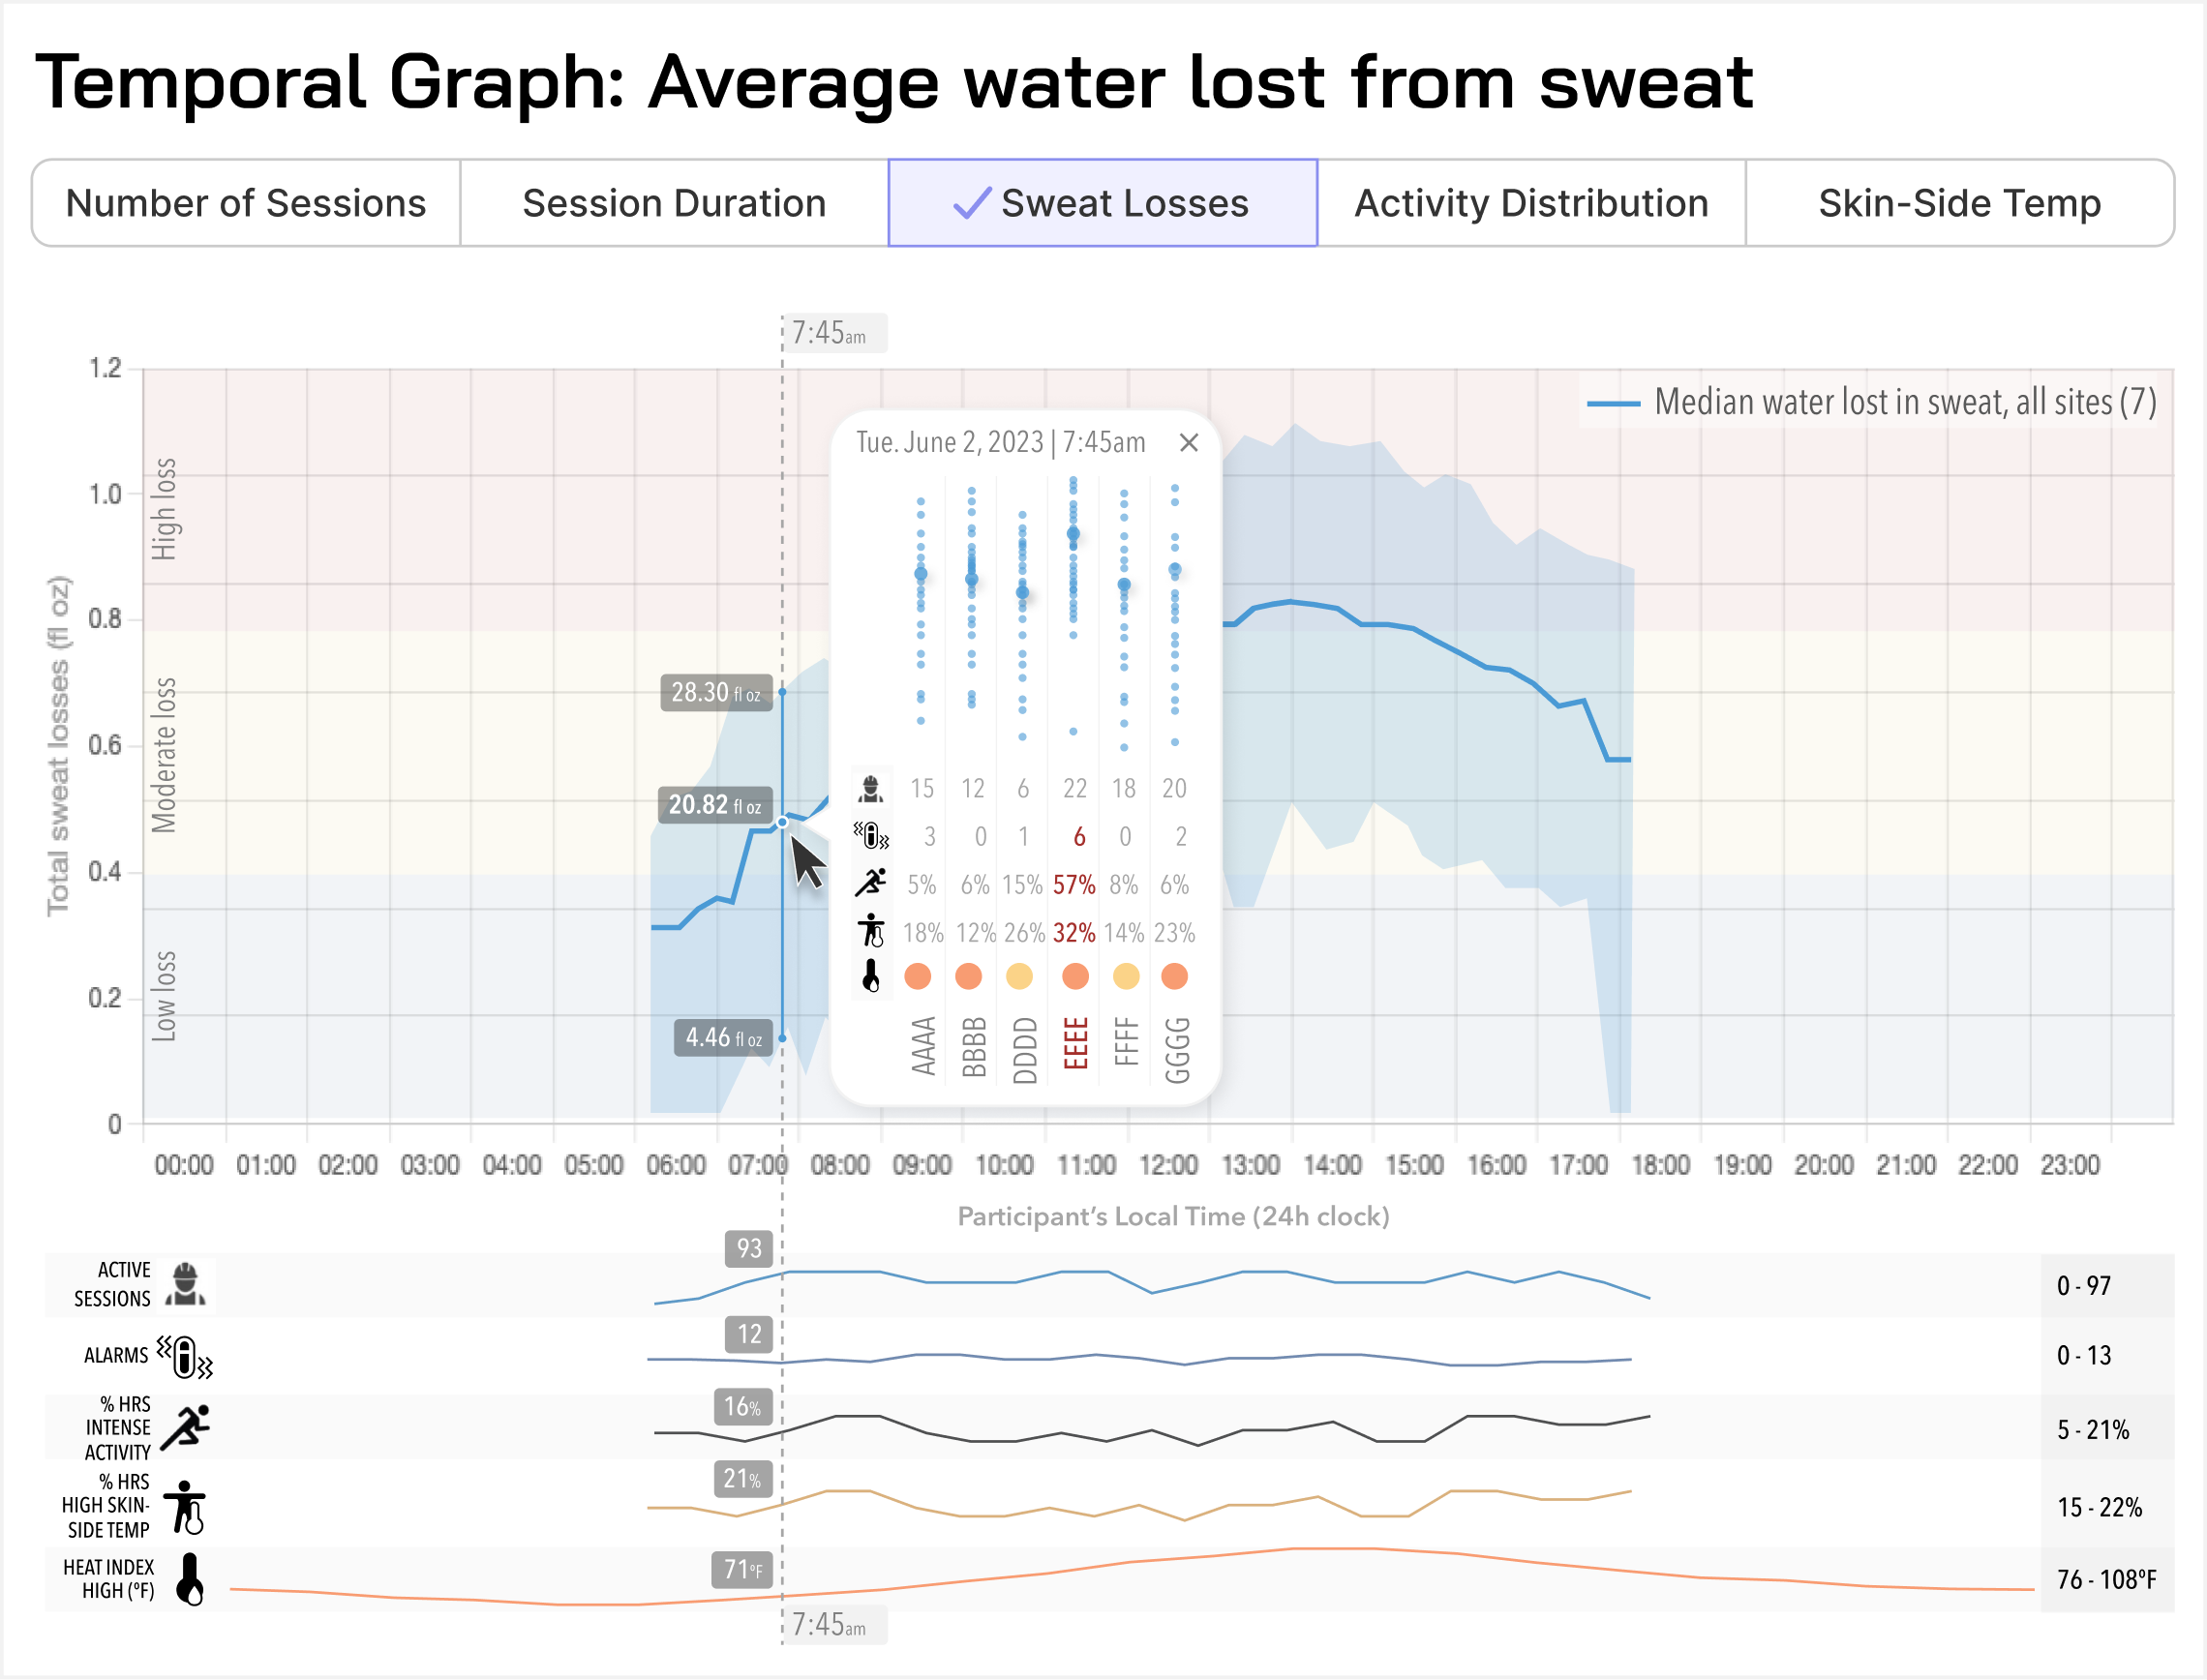 Temporal Graph: Average water lost from sweat
Number of Sessions
Session Duration
Sweat Losses
Activity Distribution
Skin-Side Temp
7:45am
Median water lost in sweat, all sites (7)
Total sweat losses (fl oz)
1.2
1.0
0.8
0.6
0.4
0.2
0
High loss
Moderate loss
Low loss
28.30 fl oz
20.82 fl oz
4.46 fl oz
Tue. June 2, 2023 | 7:45am
15 12 6 22 18 20
3 0 1 6 0 2
5% 6% 15% 57% 8% 6%
18% 12% 26% 32% 14% 23%
AAAA BBBB DDDD EEEE FFFF GGGG
00:00 01:00 02:00 03:00 04:00 05:00 06:00 07:00 08:00 09:00 10:00 11:00 12:00 13:00 14:00 15:00 16:00 17:00 18:00 19:00 20:00 21:00 22:00 23:00
Participant's Local Time (24h clock)
ACTIVE
SESSIONS
93
0 - 97
ALARMS
12
0 - 13
% HRS
INTENSE
ACTIVITY
16%
5 - 21%
% HRS
HIGH SKIN-
SIDE TEMP
21%
15 - 22%
HEAT INDEX
HIGH (ºF)
71ºF
76 - 108ºF
7:45am